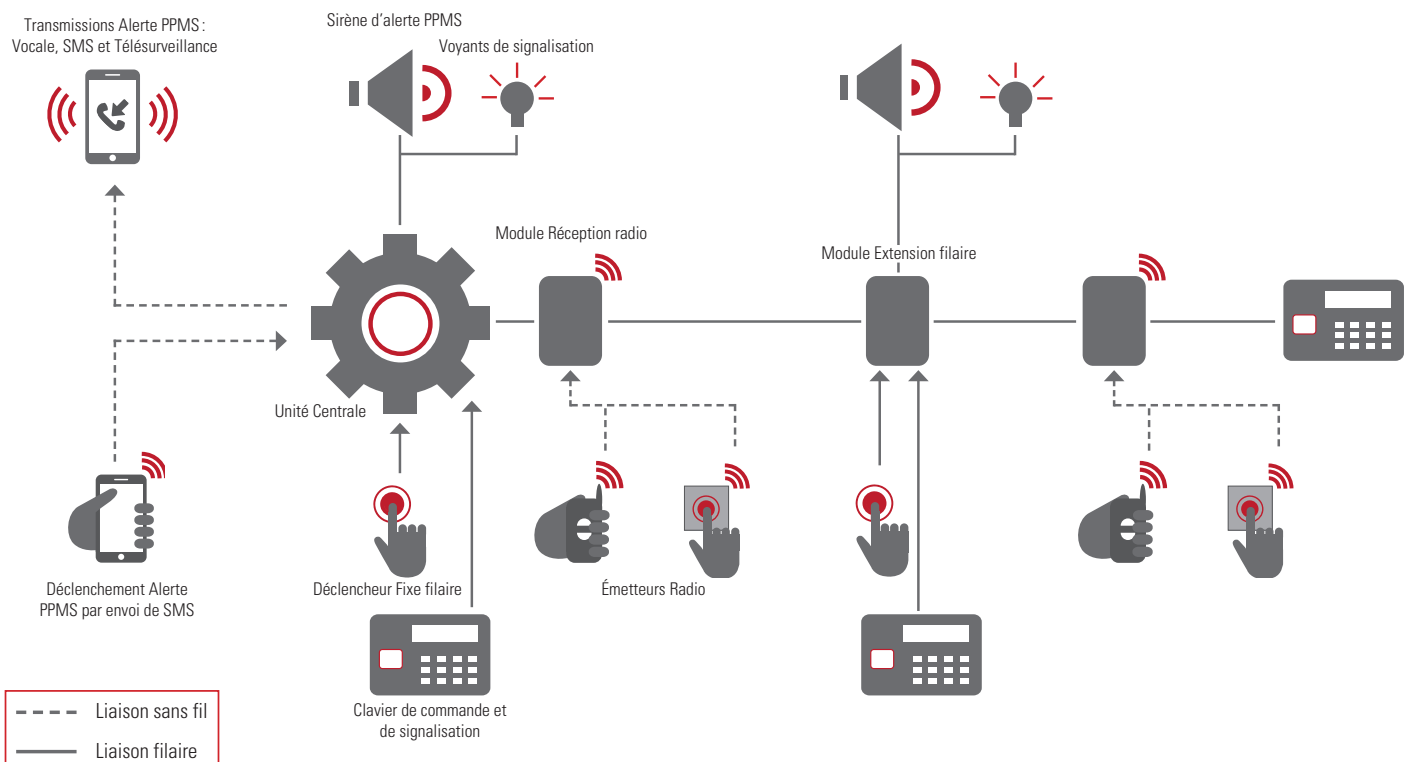 Transmissions Alerte PPMS :
Vocale, SMS et Télésurveillance
Sirène d'alerte PPMS
Voyants de signalisation
Module Réception radio
Module Extension filaire
Unité Centrale
Déclenchement Alerte
PPMS par envoi de SMS
Déclencheur Fixe filaire
Émetteurs Radio
Clavier de commande et
de signalisation
Liaison sans fil
Liaison filaire